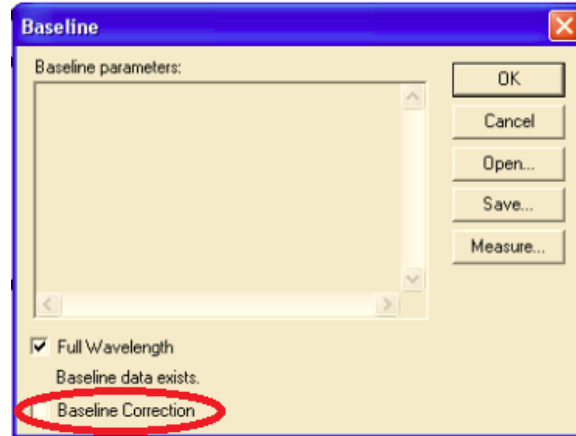 Baseline
Baseline parameters:
OK
Cancel
Open...
Save...
Measure...
Full Wavelength
Baseline data exists.
Baseline Correction